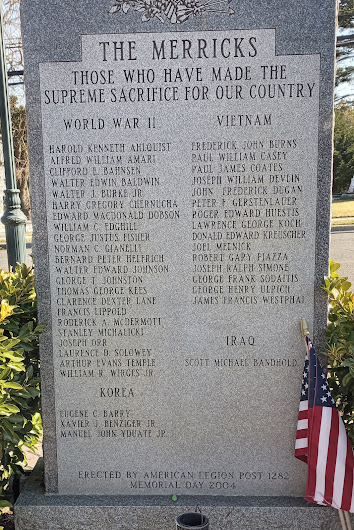 THE MERRICKS
THOSE WHO HAVE MADE THE
SUPREME SACRIFICE FOR OUR COUNTRY
WORLD WAR II
HAROLD KENNETH AHLQUIST
ALFRED WILLIAM AMARI
CLIFFORD E. BAHNSEN
WALTER EDWIN BALDWIN
WALTER J. BURKE JR.
HARRY GREGORY CHERNUCHA
EDWARD MACDONALD DOBSON
WILLIAM C. EDGHILL
GEORGE JUSTIS FISHER
NORMAN C. GIANELLI
BERNARD PETER HELFRICH
WALTER EDWARD JOHNSON
GEORGE T. JOHNSTON
THOMAS GEORGE KEES
CLARENCE DEXTER LANE
FRANCIS LIPPOLD
RODERICK A. MCDERMOTT
STANLEY MICHALICKI
JOSEPH ORR
LAURENCE D. SOLOWEY
ARTHUR EVANS TEMPLE
WILLIAM R. WIRGES JR.
KOREA
EUGENE C. BARRY
XAVIER J. BENZIGER JR.
MANUEL JOHN YDUATE JR.
VIETNAM
FREDERICK JOHN BURNS
PAUL WILLIAM CASEY
PAUL JAMES COATES
JOSEPH WILLIAM DEVLIN
JOHN FREDERICK DUGAN
PETER F. GERSTENLAUER
ROGER EDWARD HUESTIS
LAWRENCE GEORGE KOCH
DONALD EDWARD KREUSCHER
JOEL MELNICK
ROBERT GARY PIAZZA
JOSEPH RALPH SIMONE
GEORGE FRANK SODAITIS
GEORGE HENRY ULRICH
JAMES FRANCIS WESTPHAL
IRAQ
SCOTT MICHAEL BANDHOLD
ERECTED BY AMERICAN LEGION POST 1282
MEMORIAL DAY 2004